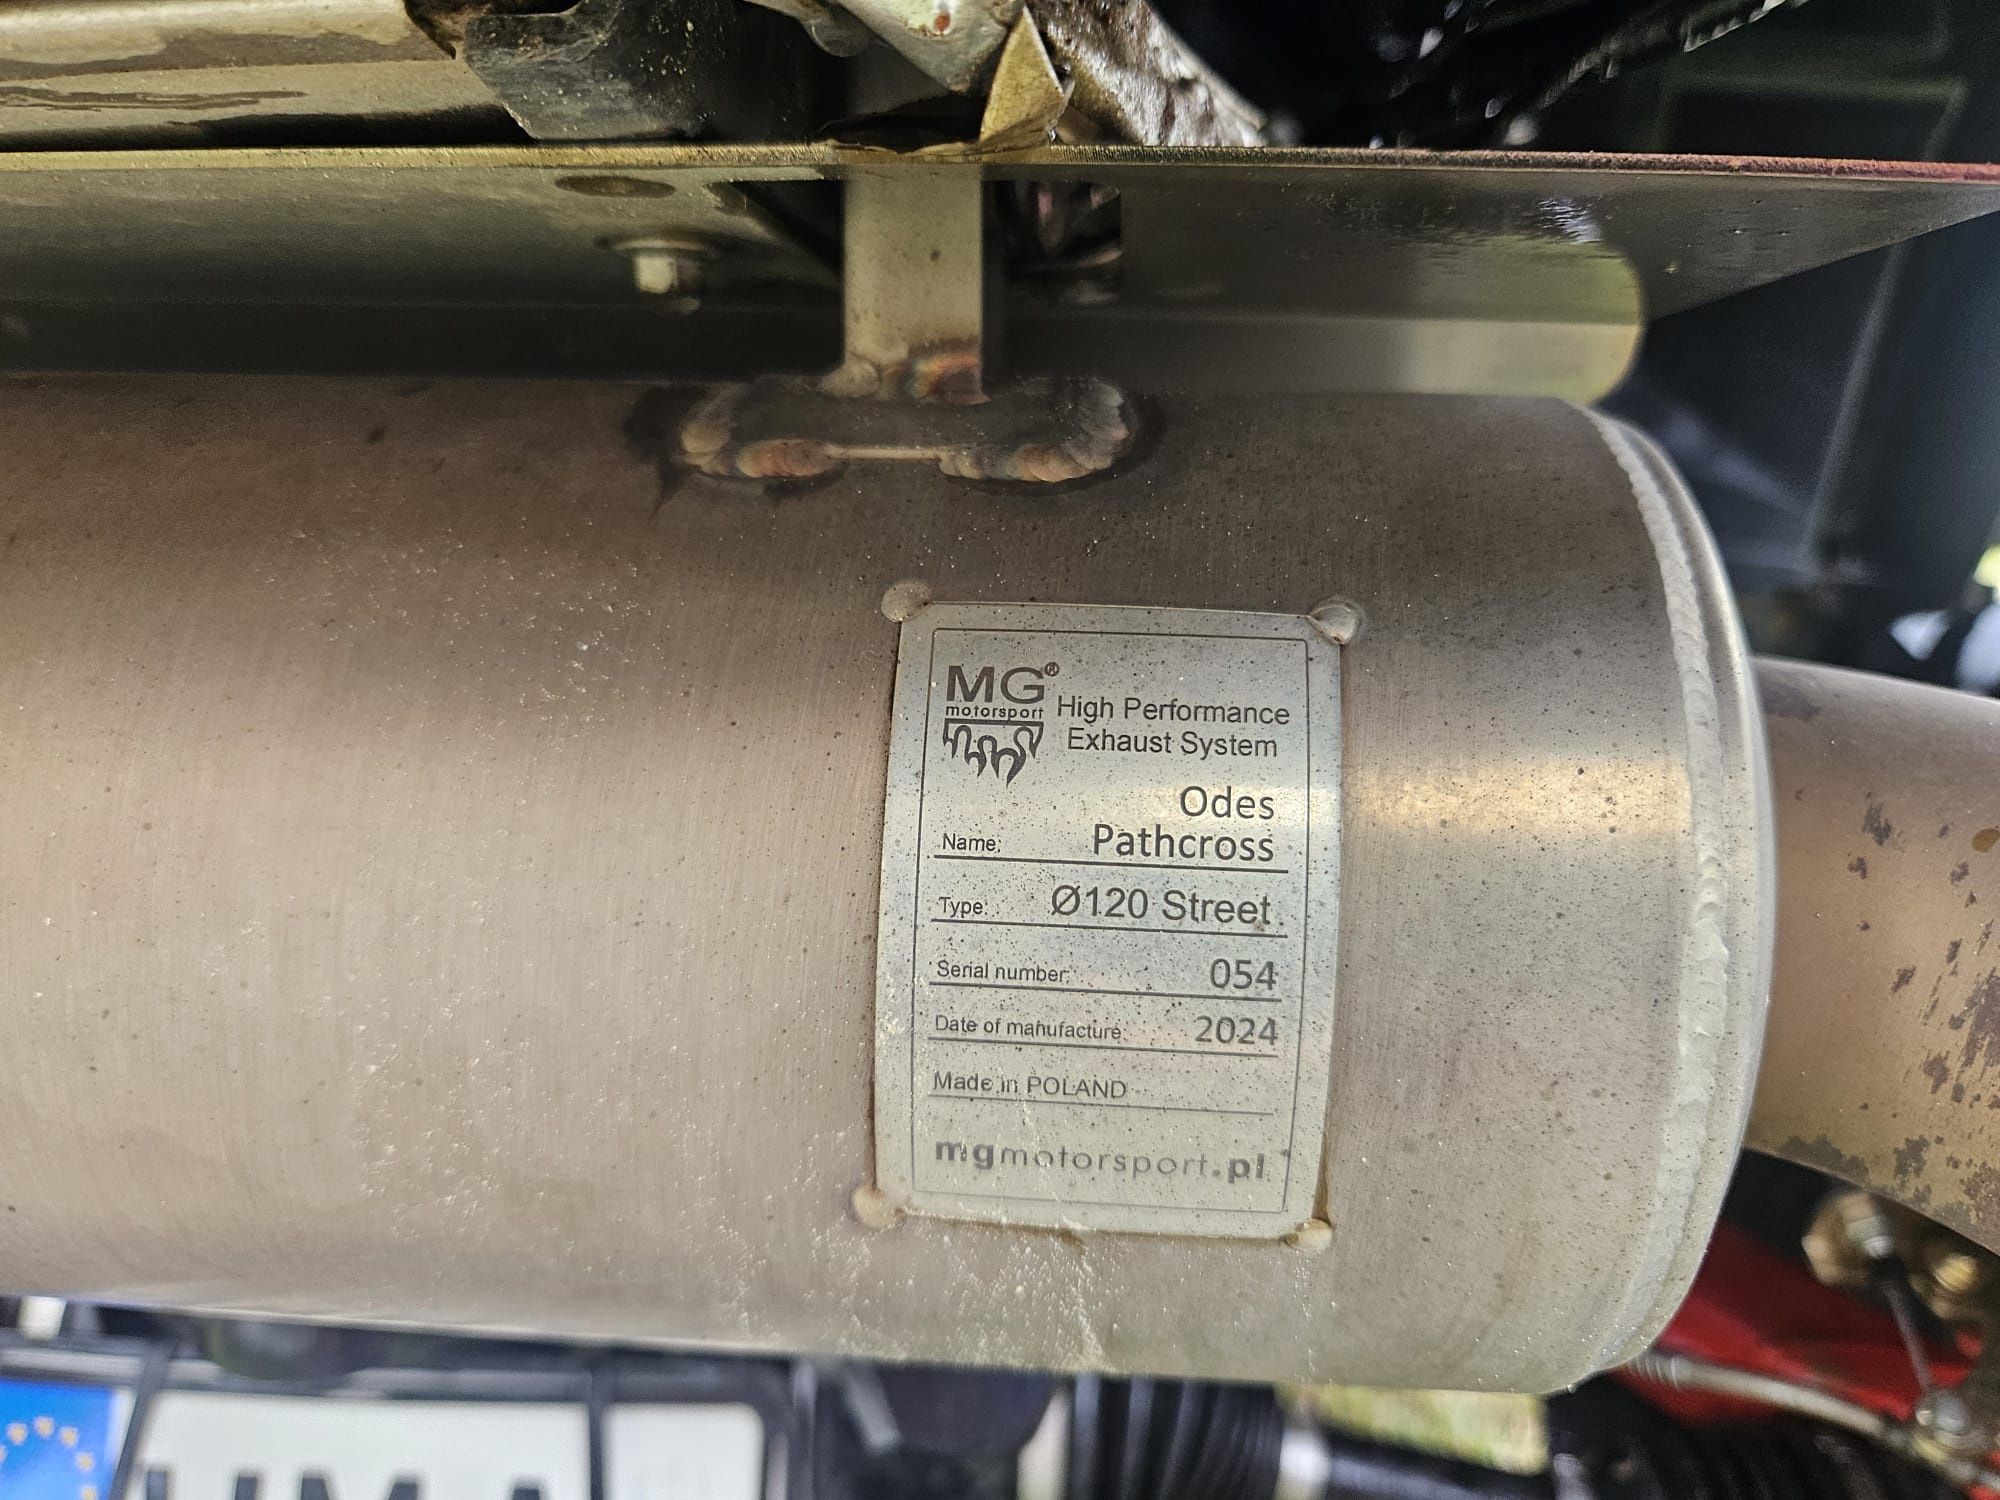 MG®
motorsport
High Performance
Exhaust System
Odes
Name: Pathcross
Type: Ø120 Street
Serial number: 054
Date of manufacture: 2024
Made in POLAND
mgmotorsport.pl